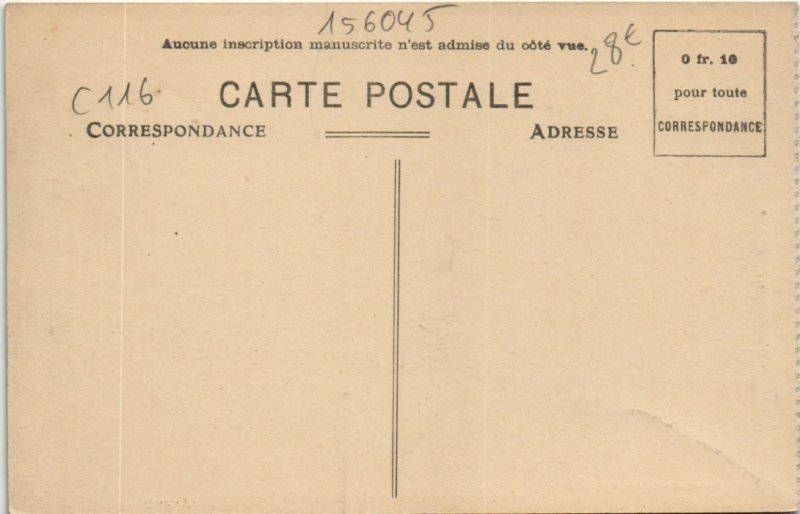 156045
Aucune inscription manuscrite n'est admise du côté vue.
28€
C116
CARTE POSTALE
CORRESPONDANCE
ADRESSE
0 fr. 10
pour toute
CORRESPONDANCE